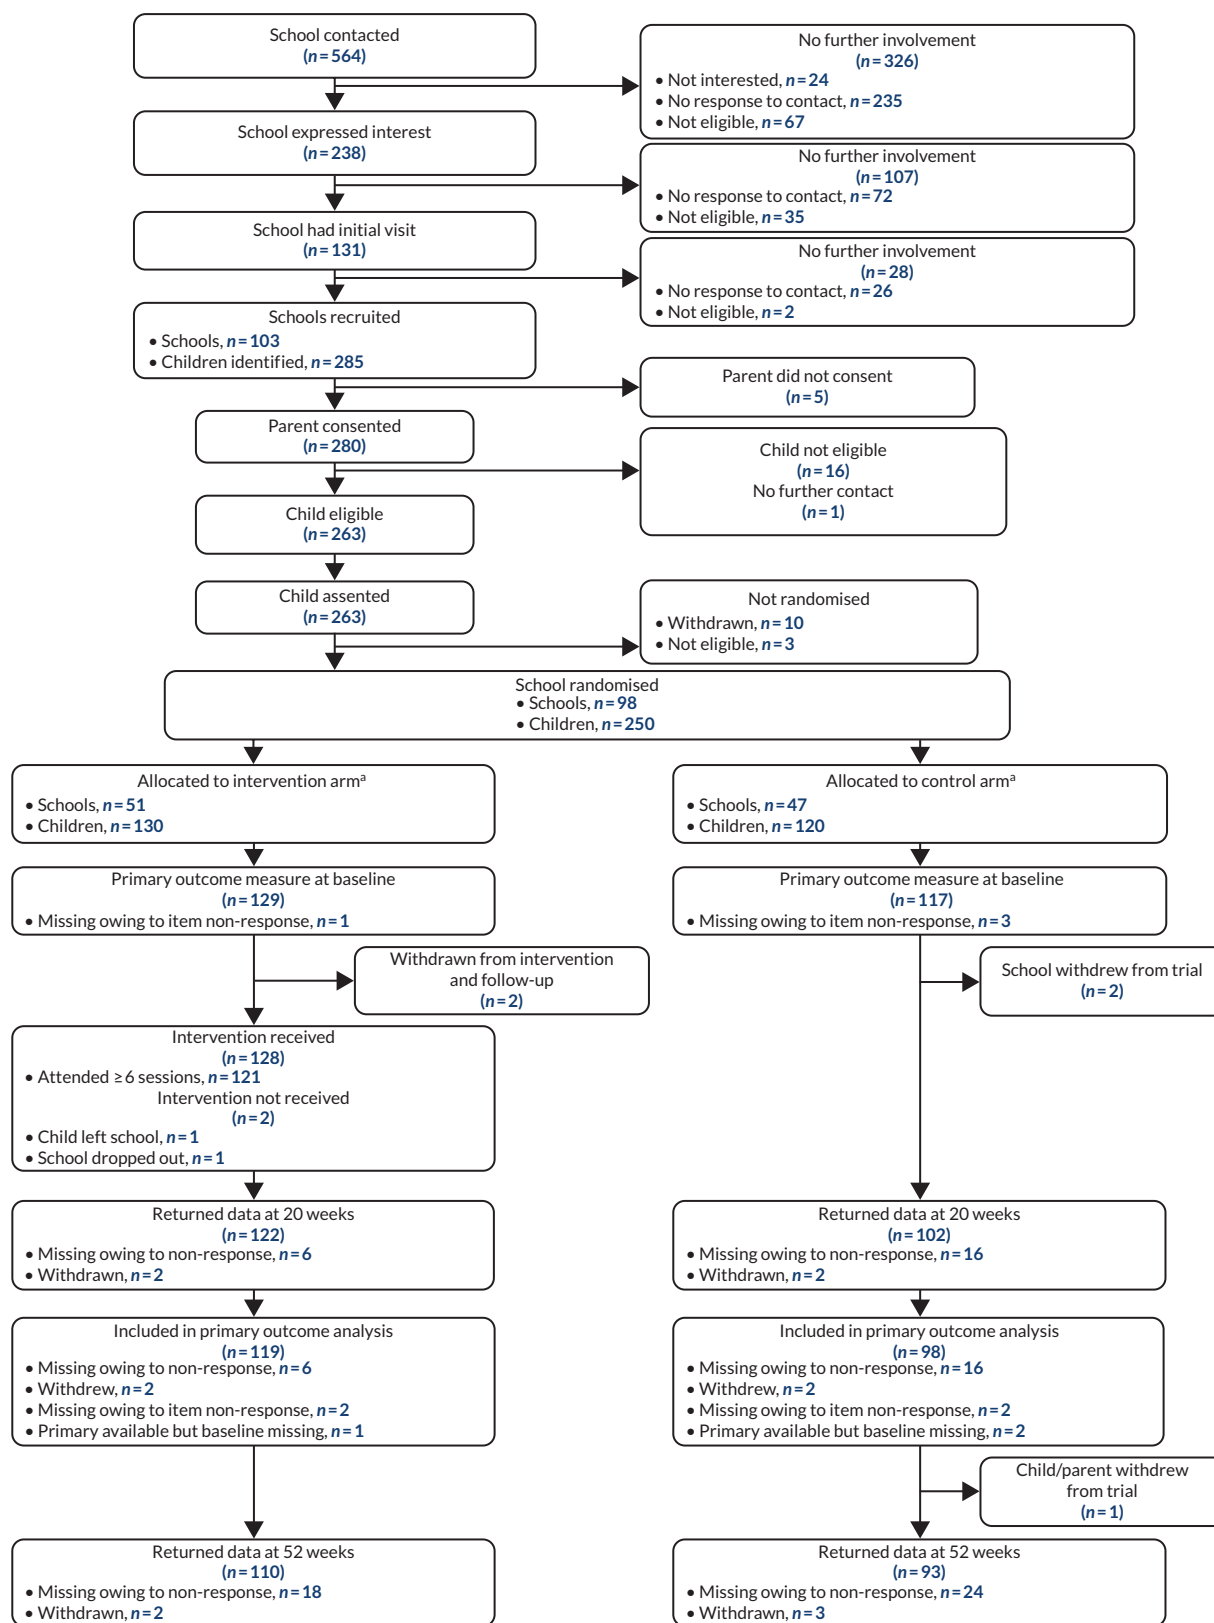 School contacted
(n=564)
No further involvement
(n=326)
• Not interested, n=24
• No response to contact, n=235
• Not eligible, n=67
School expressed interest
(n=238)
No further involvement
(n=107)
• No response to contact, n=72
• Not eligible, n=35
School had initial visit
(n=131)
No further involvement
(n=28)
• No response to contact, n=26
• Not eligible, n=2
Schools recruited
• Schools, n=103
• Children identified, n=285
Parent did not consent
(n=5)
Parent consented
(n=280)
Child not eligible
(n=16)
No further contact
(n=1)
Child eligible
(n=263)
Child assented
(n=263)
Not randomised
• Withdrawn, n=10
• Not eligible, n=3
School randomised
• Schools, n=98
• Children, n=250
Allocated to intervention armᵃ
• Schools, n=51
• Children, n=130
Allocated to control armᵃ
• Schools, n=47
• Children, n=120
Primary outcome measure at baseline
(n=129)
• Missing owing to item non-response, n=1
Primary outcome measure at baseline
(n=117)
• Missing owing to item non-response, n=3
Withdrawn from intervention
and follow-up
(n=2)
School withdrew from trial
(n=2)
Intervention received
(n=128)
• Attended ≥6 sessions, n=121
Intervention not received
(n=2)
• Child left school, n=1
• School dropped out, n=1
Returned data at 20 weeks
(n=122)
• Missing owing to non-response, n=6
• Withdrawn, n=2
Returned data at 20 weeks
(n=102)
• Missing owing to non-response, n=16
• Withdrawn, n=2
Included in primary outcome analysis
(n=119)
• Missing owing to non-response, n=6
• Withdrew, n=2
• Missing owing to item non-response, n=2
• Primary available but baseline missing, n=1
Included in primary outcome analysis
(n=98)
• Missing owing to non-response, n=16
• Withdrew, n=2
• Missing owing to item non-response, n=2
• Primary available but baseline missing, n=2
Child/parent withdrew
from trial
(n=1)
Returned data at 52 weeks
(n=110)
• Missing owing to non-response, n=18
• Withdrawn, n=2
Returned data at 52 weeks
(n=93)
• Missing owing to non-response, n=24
• Withdrawn, n=3